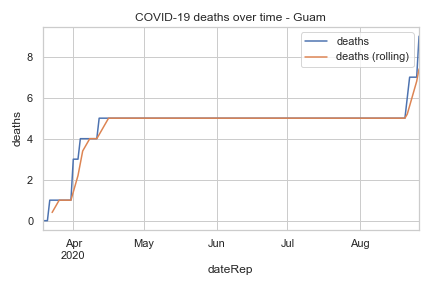 COVID-19 deaths over time - Guam
deaths
deaths (rolling)
8
6
4
2
0
deaths
Apr
2020
May
Jun
Jul
Aug
dateRep